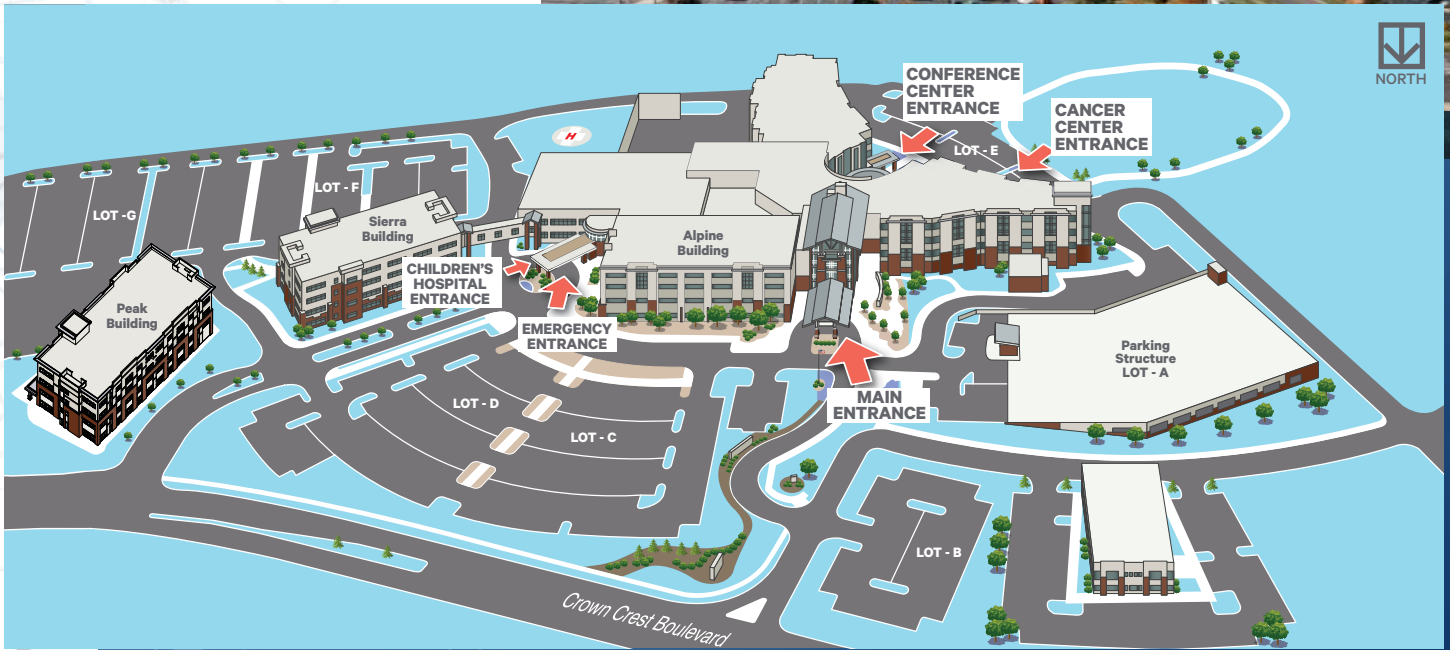 NORTH
CONFERENCE
CENTER
ENTRANCE
CANCER
CENTER
ENTRANCE
H
LOT - E
LOT - F
LOT -G
Sierra
Building
Alpine
Building
CHILDREN'S
HOSPITAL
ENTRANCE
Peak
Building
EMERGENCY
ENTRANCE
Parking
Structure
LOT - A
MAIN
ENTRANCE
LOT - D
LOT - C
LOT - B
Crown Crest Boulevard